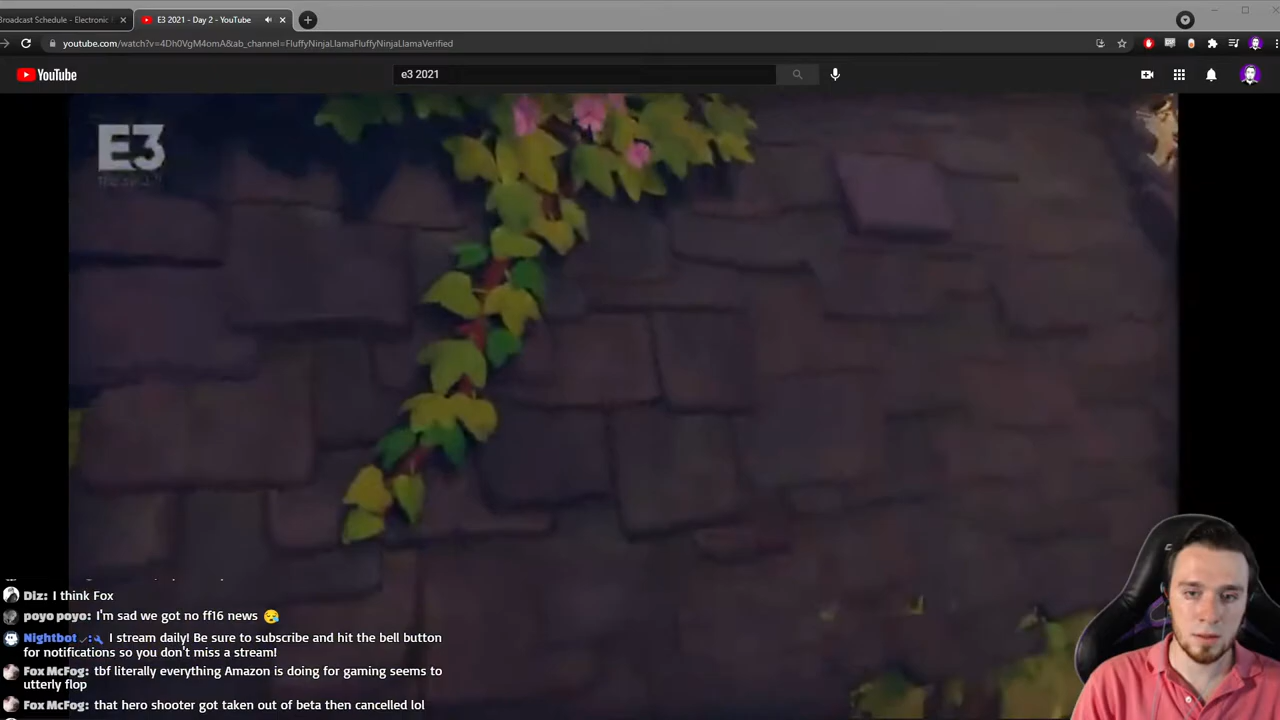 Broadcast Schedule - Electronic
E3 2021 - Day 2 - YouTube
youtube.com/watch?v=4Dh0VgM4omA&ab_channel=FluffyNinjaLlamaFluffyNinjaLlamaVerified
YouTube
e3 2021
E3
Diz: I think Fox
poyo poyo: I'm sad we got no ff16 news 😪
Nightbot: I stream daily! Be sure to subscribe and hit the bell button
for notifications so you don't miss a stream!
Fox McFog: tbf literally everything Amazon is doing for gaming seems to
utterly flop
Fox McFog: that hero shooter got taken out of beta then cancelled lol